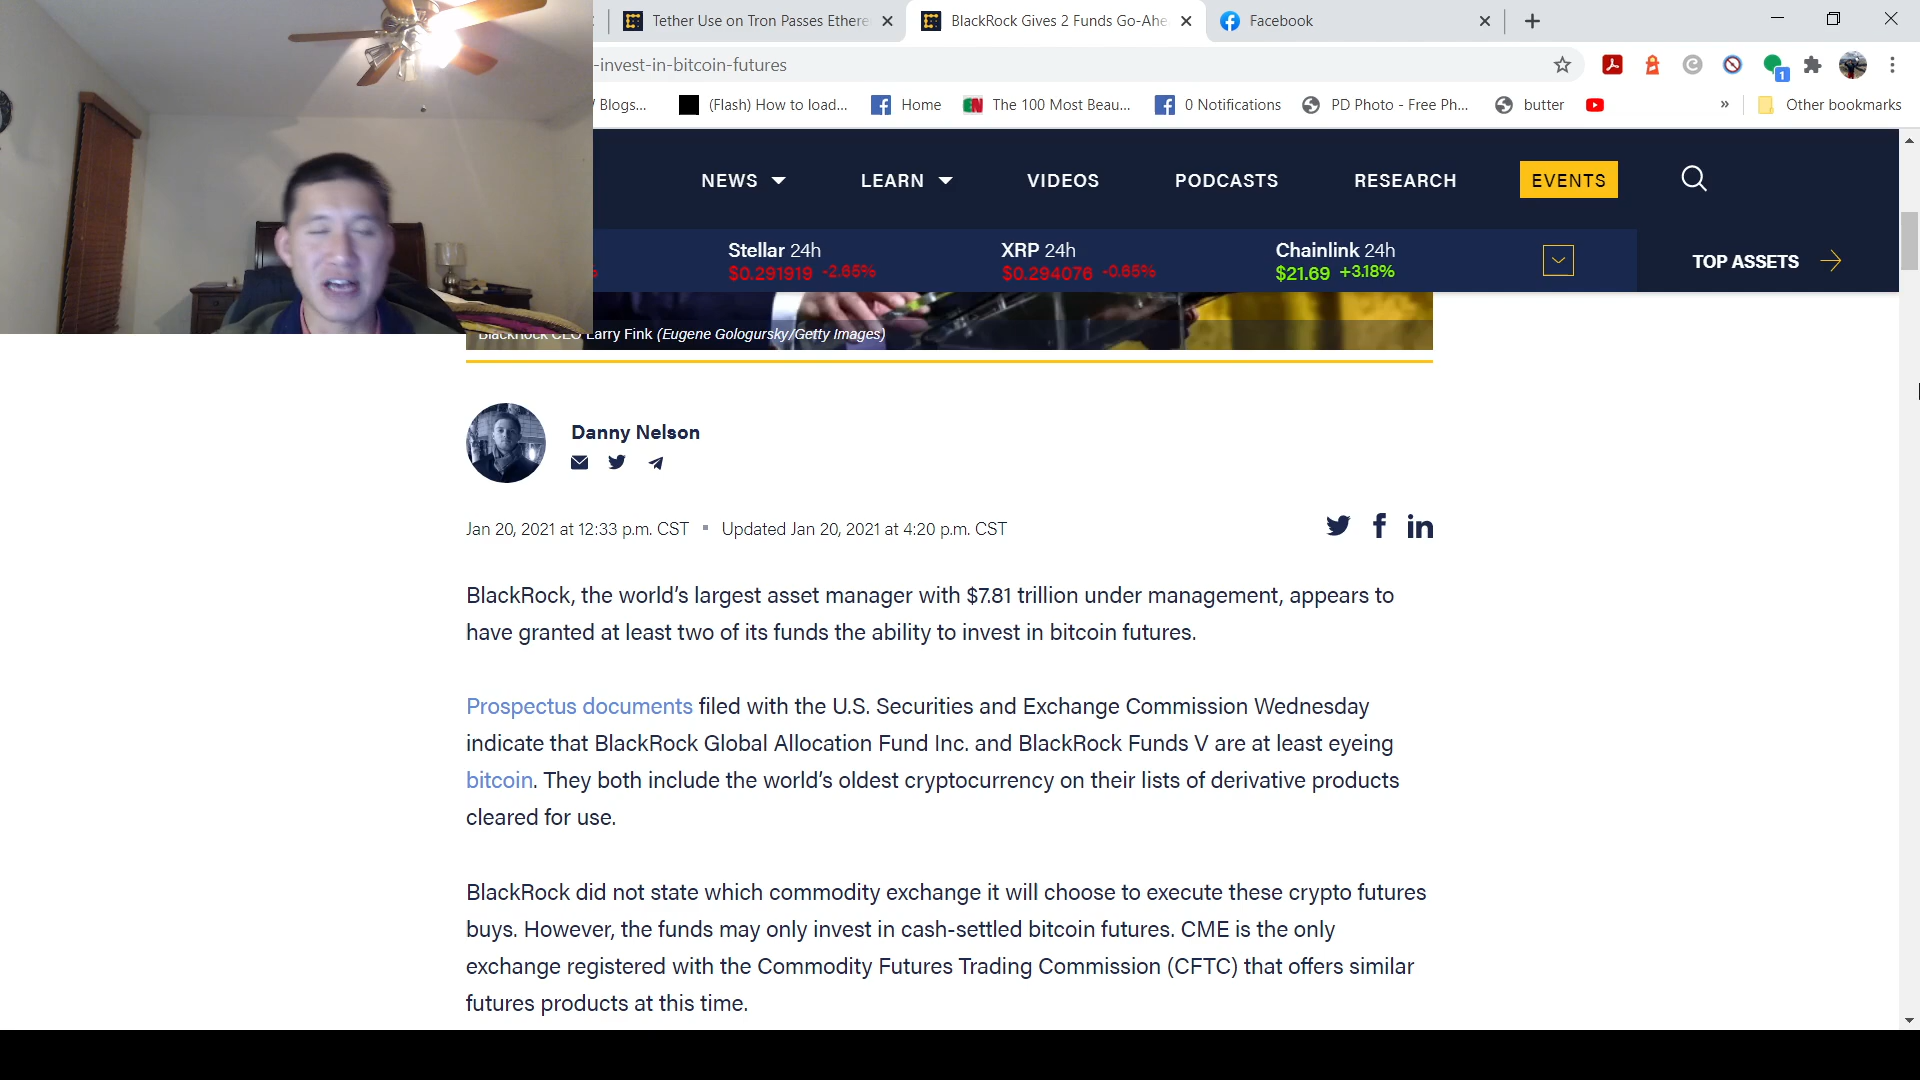 Tether Use on Tron Passes Ethere
BlackRock Gives 2 Funds Go-Ahe
Facebook
-invest-in-bitcoin-futures
1
Blogs...
(Flash) How to load...
Home
The 100 Most Beau...
0 Notifications
PD Photo - Free Ph...
butter
»
Other bookmarks
NEWS
LEARN
VIDEOS
PODCASTS
RESEARCH
EVENTS
Stellar 24h
$0.291919 -2.65%
XRP 24h
$0.294076 -0.65%
Chainlink 24h
$21.69 +3.18%
TOP ASSETS
BlackRock CEO Larry Fink (Eugene Gologursky/Getty Images)
Danny Nelson
Jan 20, 2021 at 12:33 p.m. CST ▪ Updated Jan 20, 2021 at 4:20 p.m. CST
BlackRock, the world’s largest asset manager with $7.81 trillion under management, appears to
have granted at least two of its funds the ability to invest in bitcoin futures.
Prospectus documents filed with the U.S. Securities and Exchange Commission Wednesday
indicate that BlackRock Global Allocation Fund Inc. and BlackRock Funds V are at least eyeing
bitcoin. They both include the world’s oldest cryptocurrency on their lists of derivative products
cleared for use.
BlackRock did not state which commodity exchange it will choose to execute these crypto futures
buys. However, the funds may only invest in cash-settled bitcoin futures. CME is the only
exchange registered with the Commodity Futures Trading Commission (CFTC) that offers similar
futures products at this time.